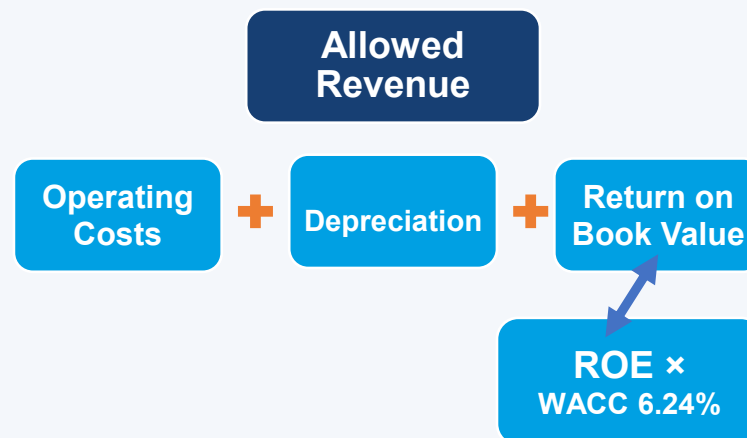 Allowed
Revenue
Operating
Costs
Depreciation
Return on
Book Value
ROE ×
WACC 6.24%